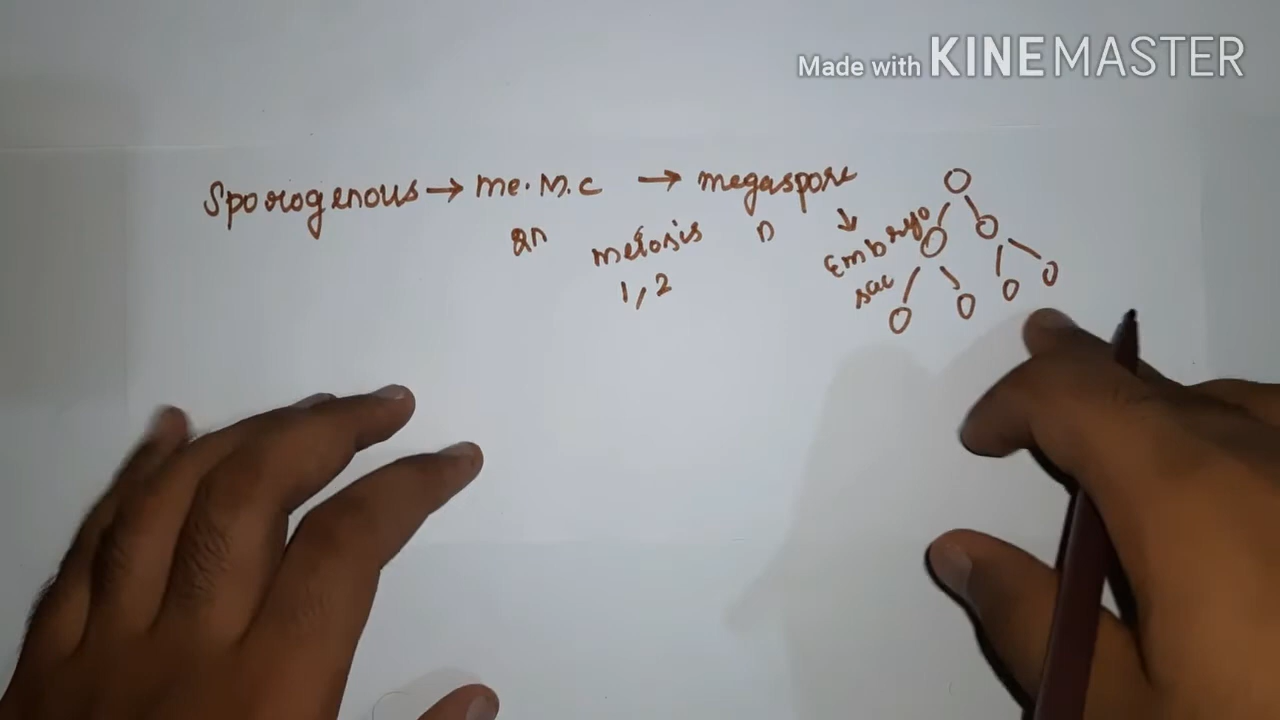 Made with KINEMASTER
Sporogenous → me.M.c → megaspore
2n meiosis n
1, 2
Embryo
sac